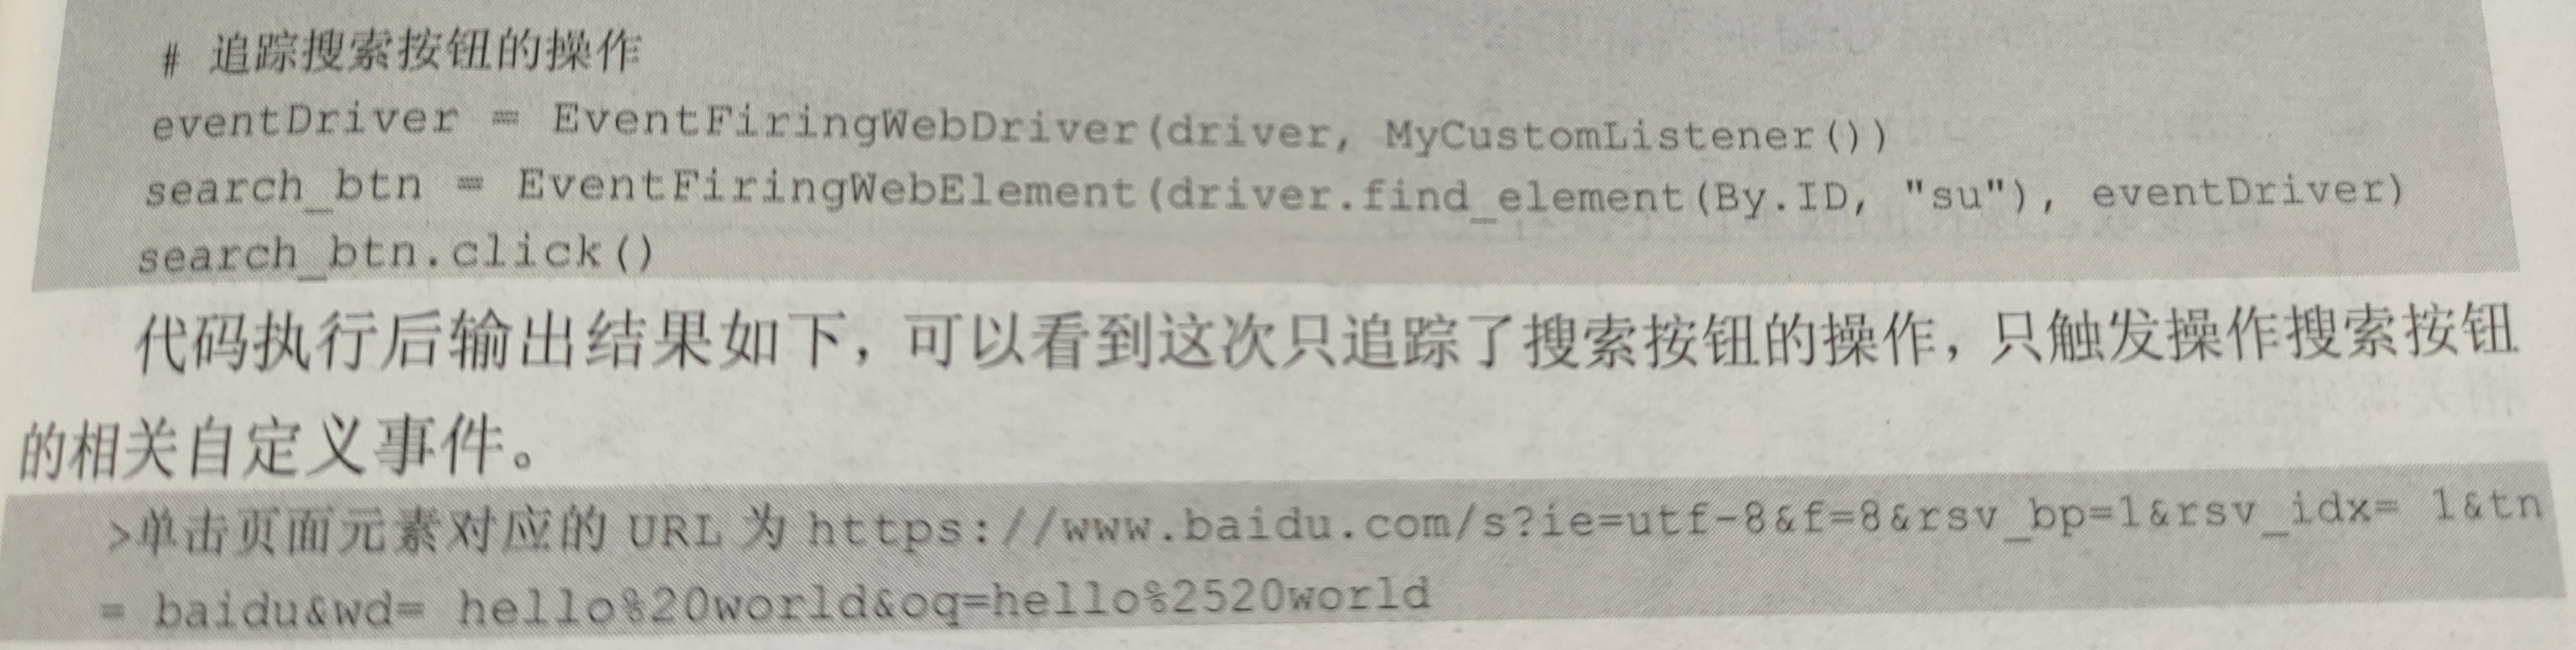 # 追踪搜索按钮的操作
eventDriver = EventFiringWebDriver(driver, MyCustomListener())
search_btn = EventFiringWebElement(driver.find_element(By.ID, "su"), eventDriver)
search_btn.click()
代码执行后输出结果如下，可以看到这次只追踪了搜索按钮的操作，只触发操作搜索按钮
的相关自定义事件。
>单击页面元素对应的 URL 为 https://www.baidu.com/s?ie=utf-8&f=8&rsv_bp=1&rsv_idx= 1&tn
= baidu&wd= hello%20world&oq=hello%2520world